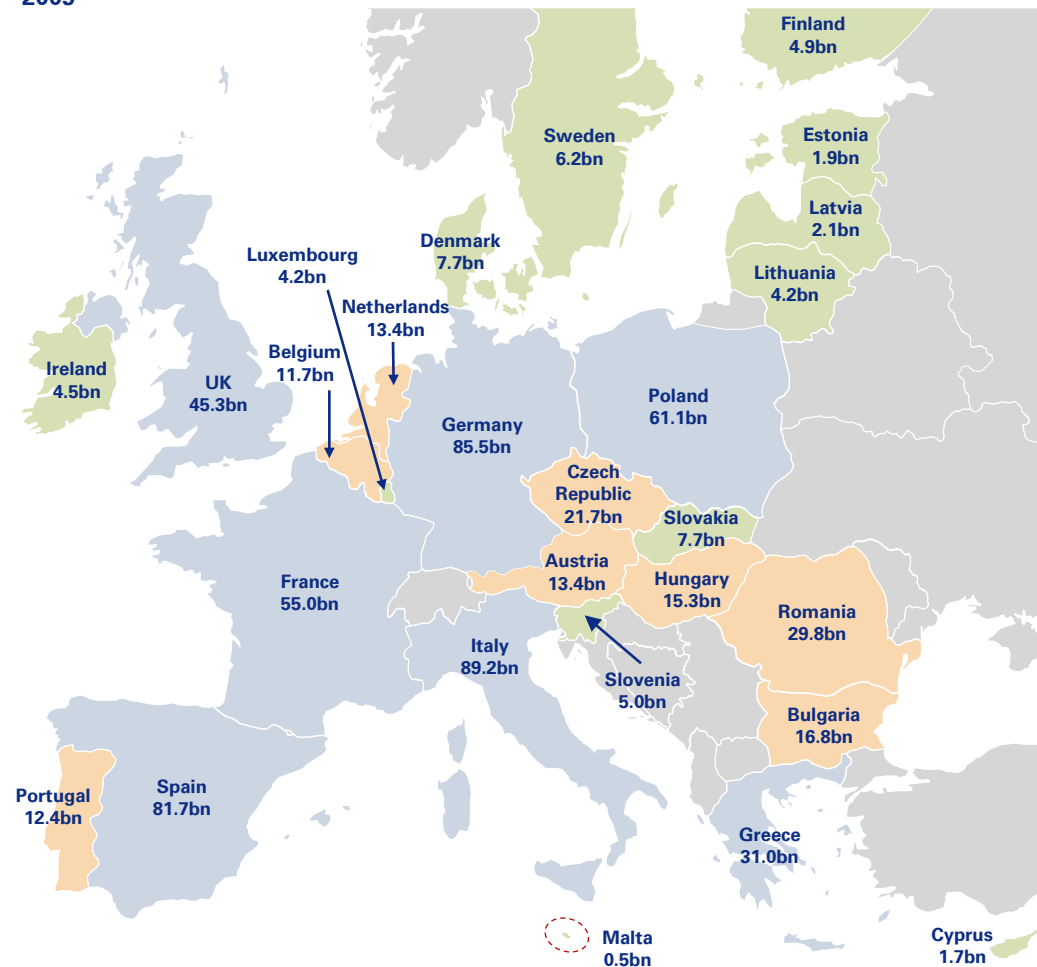 2009
Finland
4.9bn
Sweden
6.2bn
Estonia
1.9bn
Latvia
2.1bn
Lithuania
4.2bn
Denmark
7.7bn
Luxembourg
4.2bn
Netherlands
13.4bn
Belgium
11.7bn
Ireland
4.5bn
UK
45.3bn
Germany
85.5bn
Poland
61.1bn
Czech
Republic
21.7bn
Slovakia
7.7bn
Austria
13.4bn
Hungary
15.3bn
France
55.0bn
Romania
29.8bn
Italy
89.2bn
Slovenia
5.0bn
Bulgaria
16.8bn
Portugal
12.4bn
Spain
81.7bn
Greece
31.0bn
Malta
0.5bn
Cyprus
1.7bn